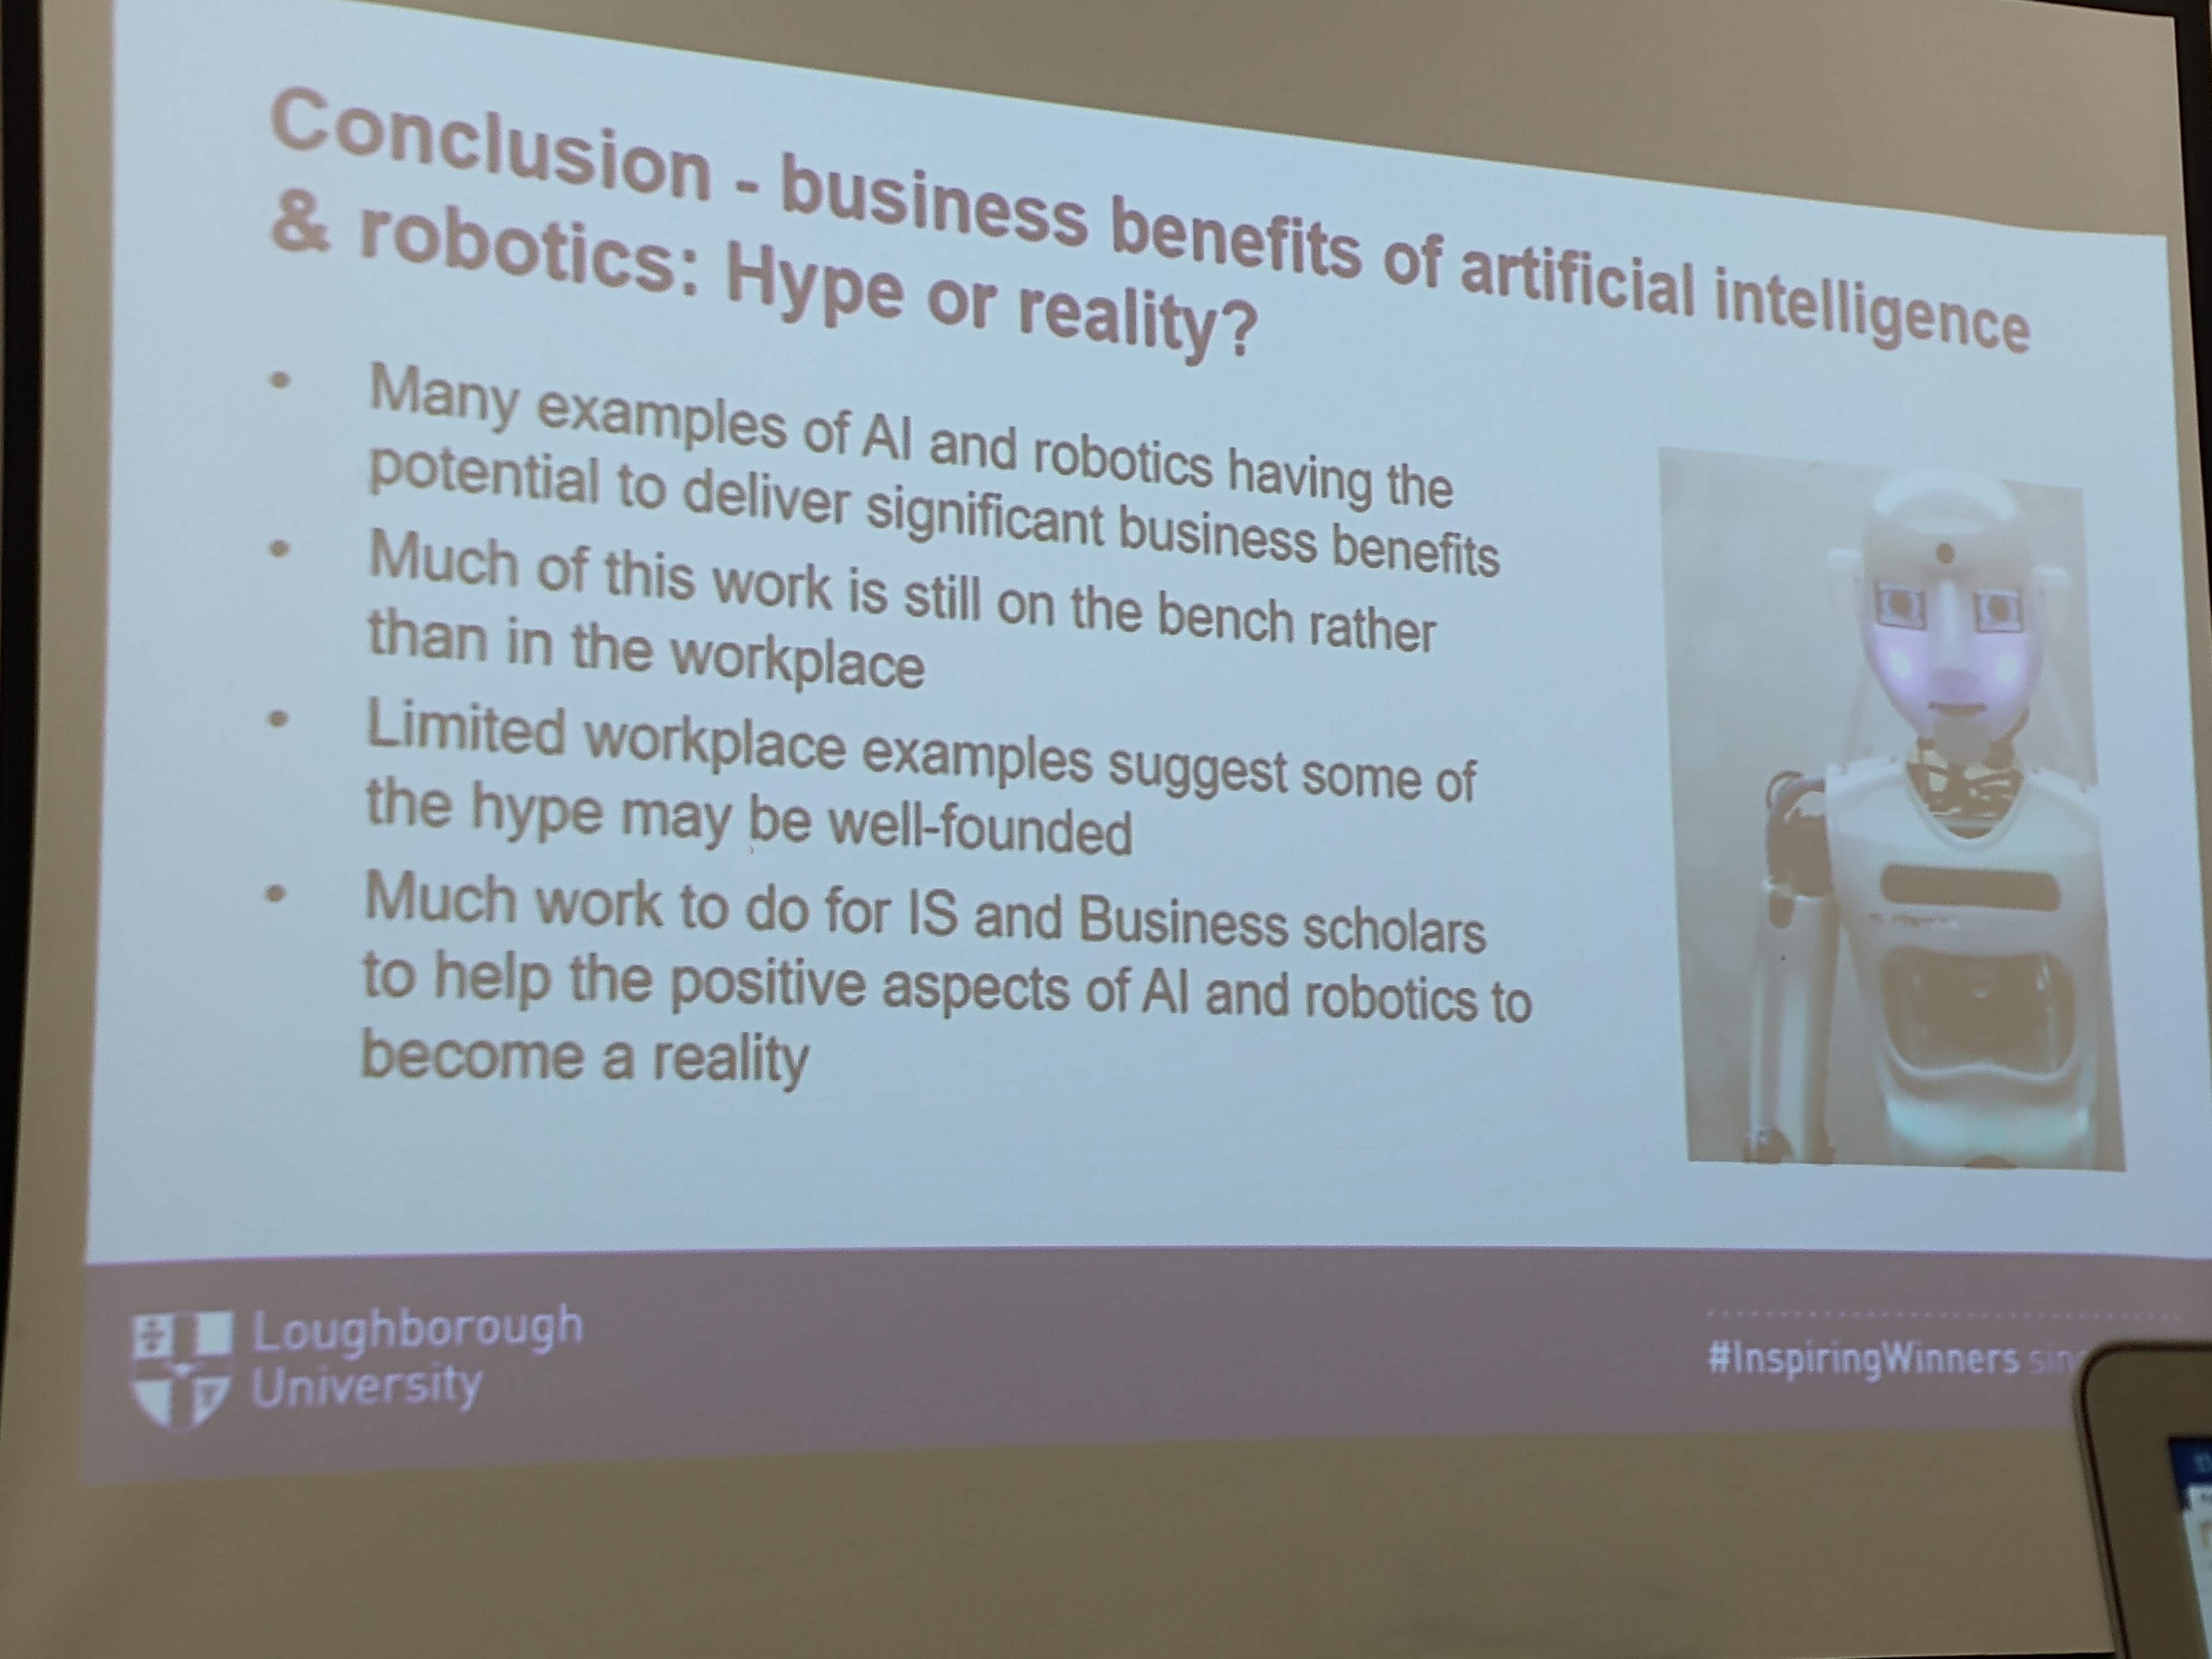 Conclusion - business benefits of artificial intelligence
& robotics: Hype or reality?
• Many examples of AI and robotics having the
potential to deliver significant business benefits
• Much of this work is still on the bench rather
than in the workplace
• Limited workplace examples suggest some of
the hype may be well-founded
• Much work to do for IS and Business scholars
to help the positive aspects of AI and robotics to
become a reality
Loughborough
University
#InspiringWinners